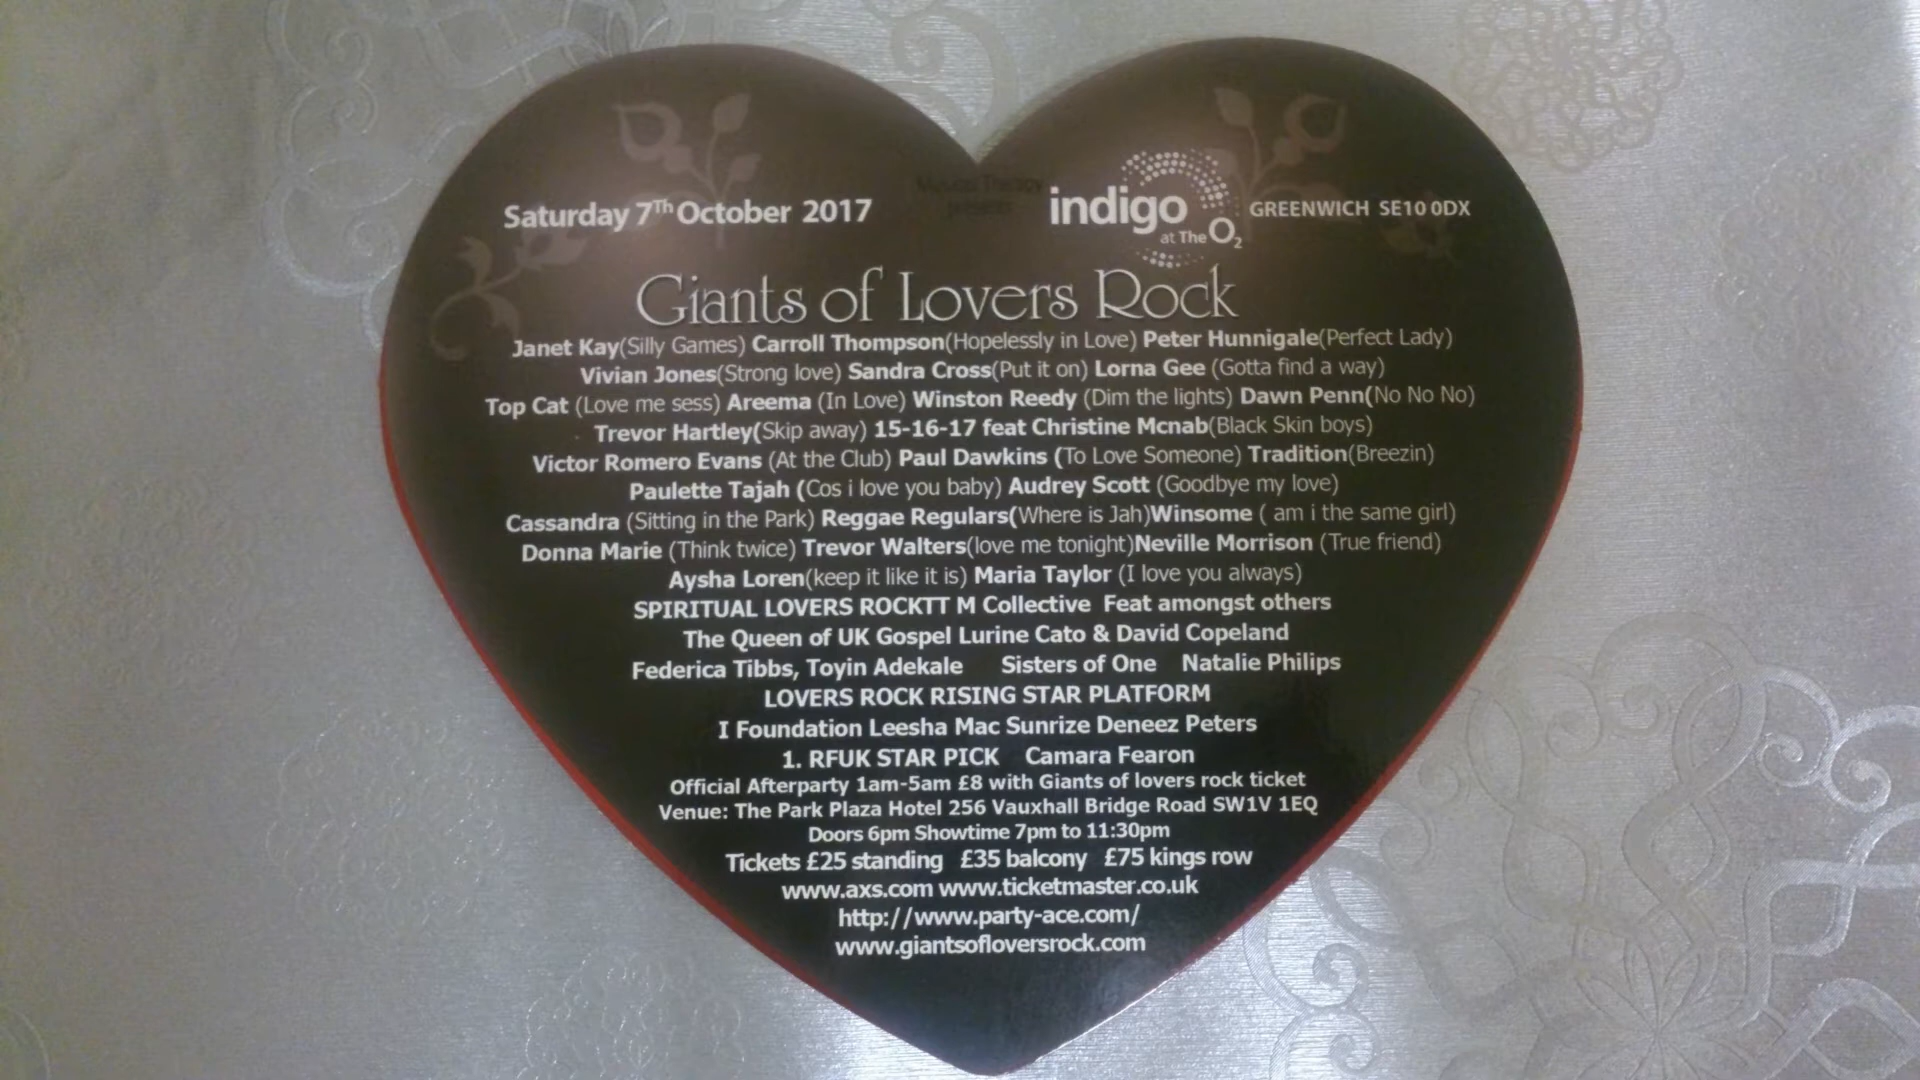 Saturday 7Th October 2017
indigo at The O2 GREENWICH SE10 0DX
Giants of Lovers Rock
Janet Kay(Silly Games) Carroll Thompson(Hopelessly in Love) Peter Hunnigale(Perfect Lady)
Vivian Jones(Strong love) Sandra Cross(Put it on) Lorna Gee (Gotta find a way)
Top Cat (Love me sess) Areema (In Love) Winston Reedy (Dim the lights) Dawn Penn(No No No)
Trevor Hartley(Skip away) 15-16-17 feat Christine Mcnab(Black Skin boys)
Victor Romero Evans (At the Club) Paul Dawkins (To Love Someone) Tradition(Breezin)
Paulette Tajah (Cos i love you baby) Audrey Scott (Goodbye my love)
Cassandra (Sitting in the Park) Reggae Regulars(Where is Jah)Winsome ( am i the same girl)
Donna Marie (Think twice) Trevor Walters(love me tonight)Neville Morrison (True friend)
Aysha Loren(keep it like it is) Maria Taylor (I love you always)
SPIRITUAL LOVERS ROCKTT M Collective Feat amongst others
The Queen of UK Gospel Lurine Cato & David Copeland
Federica Tibbs, Toyin Adekale Sisters of One Natalie Philips
LOVERS ROCK RISING STAR PLATFORM
I Foundation Leesha Mac Sunrize Deneez Peters
1. RFUK STAR PICK Camara Fearon
Official Afterparty 1am-5am £8 with Giants of lovers rock ticket
Venue: The Park Plaza Hotel 256 Vauxhall Bridge Road SW1V 1EQ
Doors 6pm Showtime 7pm to 11:30pm
Tickets £25 standing £35 balcony £75 kings row
www.axs.com www.ticketmaster.co.uk
http://www.party-ace.com/
www.giantsofloversrock.com